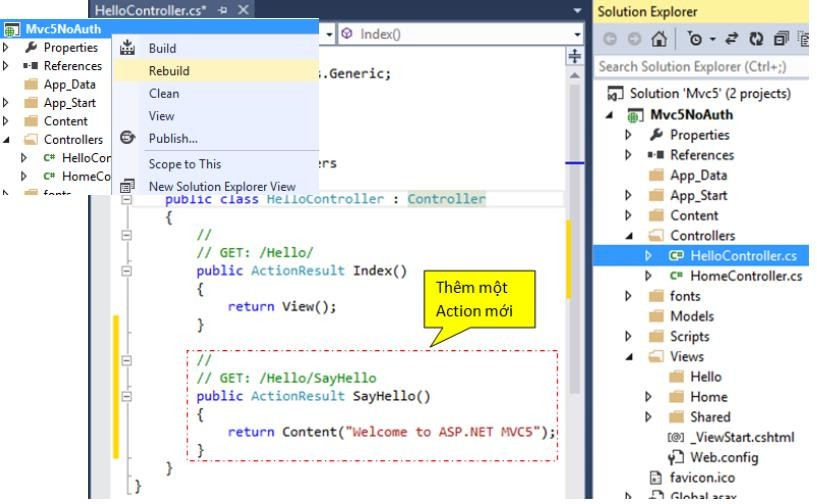 HelloController.cs*
Mvc5NoAuth
Properties
References
App_Data
App_Start
Content
Controllers
HelloCor
HomeCo
fonts
Build
Rebuild
Clean
View
Publish...
Scope to This
New Solution Explorer View
Index()
s.Generic;
ers
public class HelloController : Controller
{
//
// GET: /Hello/
public ActionResult Index()
{
return View();
}
//
// GET: /Hello/SayHello
public ActionResult SayHello()
{
return Content("Welcome to ASP.NET MVC5");
}
}
}
Thêm một
Action mới
Solution Explorer
Search Solution Explorer (Ctrl+;)
Solution 'Mvc5' (2 projects)
Mvc5NoAuth
Properties
References
App_Data
App_Start
Content
Controllers
C# HelloController.cs
C# HomeController.cs
fonts
Models
Scripts
Views
Hello
Home
Shared
[@] _ViewStart.cshtml
Web.config
favicon.ico
Global.asax